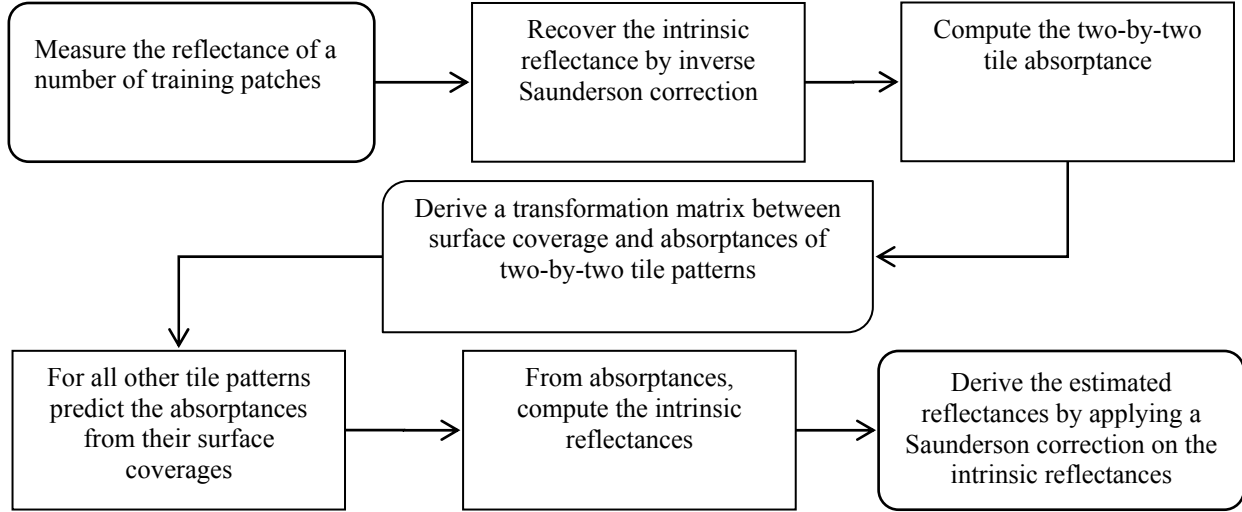 Measure the reflectance of a
number of training patches
Recover the intrinsic
reflectance by inverse
Saunderson correction
Compute the two-by-two
tile absorptance
Derive a transformation matrix between
surface coverage and absorptances of
two-by-two tile patterns
For all other tile patterns
predict the absorptances
from their surface
coverages
From absorptances,
compute the intrinsic
reflectances
Derive the estimated
reflectances by applying a
Saunderson correction on the
intrinsic reflectances